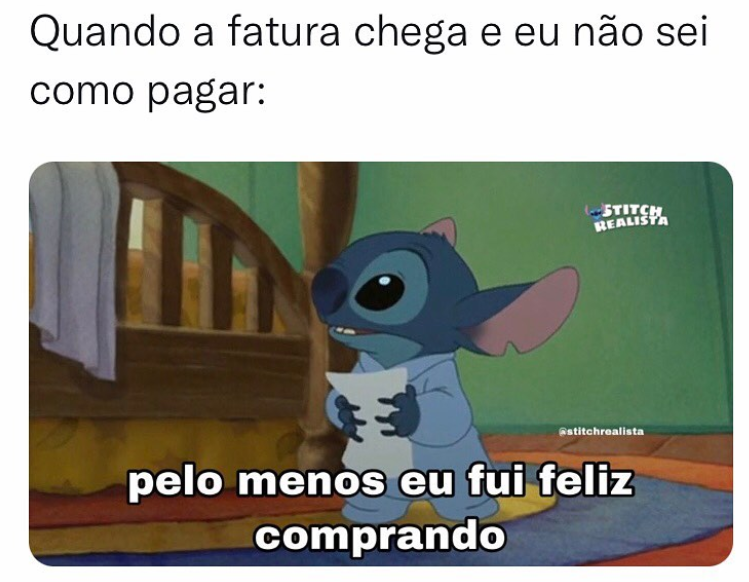 Quando a fatura chega e eu não sei
como pagar:
STITCH
REALISTA
@stitchrealista
pelo menos eu fui feliz
comprando